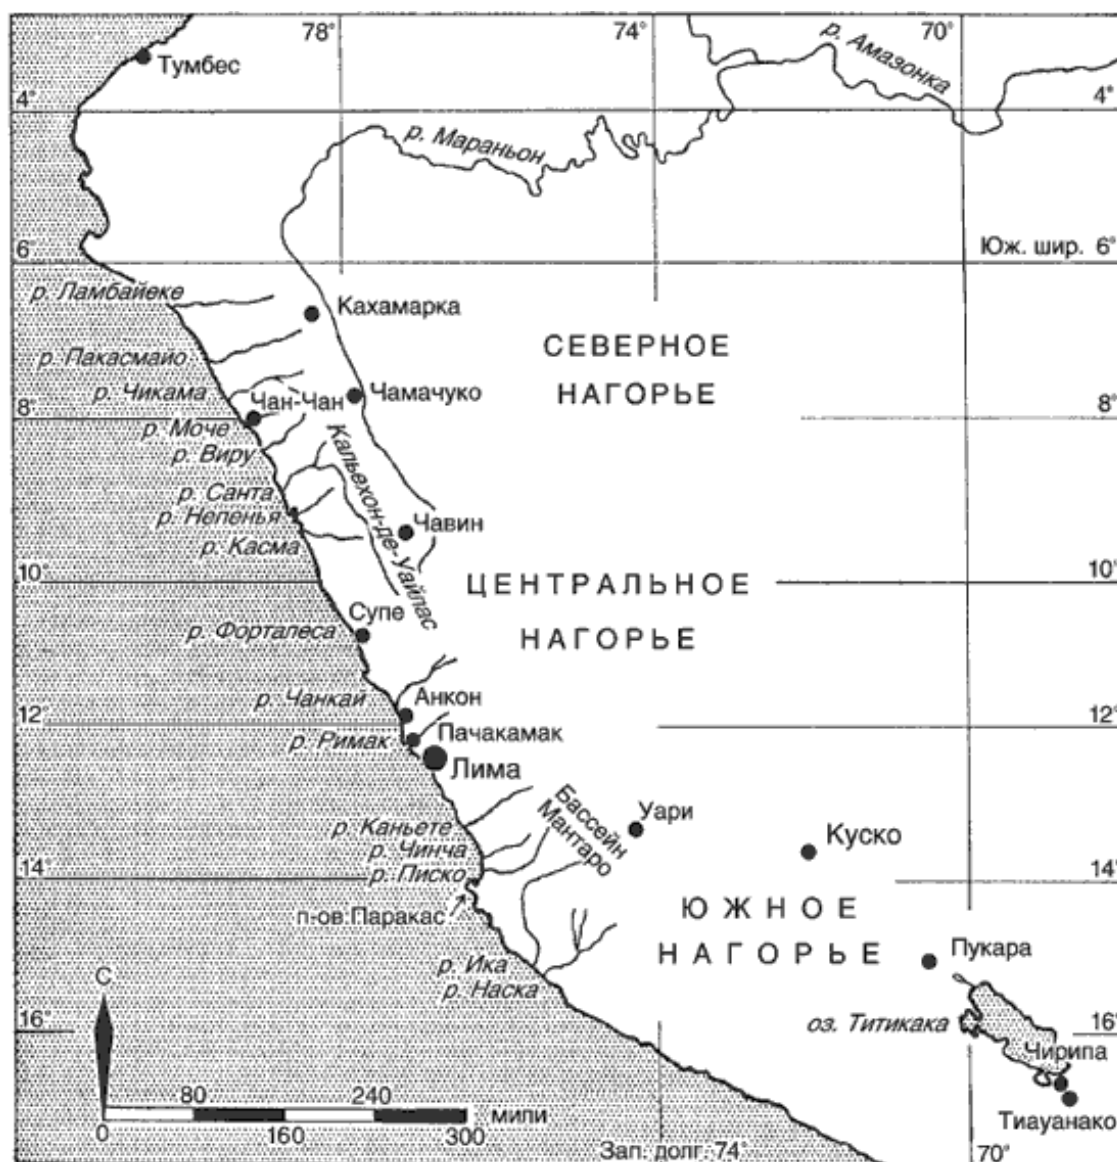 78°
74°
70°
Тумбес
р. Амазонка
4°
4°
р. Мараньон
6°
Юж. шир. 6°
р. Ламбайеке
Кахамарка
СЕВЕРНОЕ
НАГОРЬЕ
р. Пакасмайо
р. Чикама
Чан-Чан
Чамачуко
8°
8°
р. Моче
р. Виру
Кальехон-де-Уайлас
р. Санта
р. Непенья
Чавин
р. Касма
10°
ЦЕНТРАЛЬНОЕ
НАГОРЬЕ
10°
Супе
р. Форталеса
р. Чанкай
Анкон
12°
12°
р. Римак
Пачакамак
Лима
Бассейн
Мантаро
р. Каньете
Уари
р. Чинча
Куско
14°
р. Писко
14°
п-ов.Паракас
ЮЖНОЕ
НАГОРЬЕ
р. Ика
Пукара
р. Наска
С
16°
оз. Титикака
16°
Чирипа
80
240
мили
Тиауанако
0
160
300
Зап. долг. 74°
70°